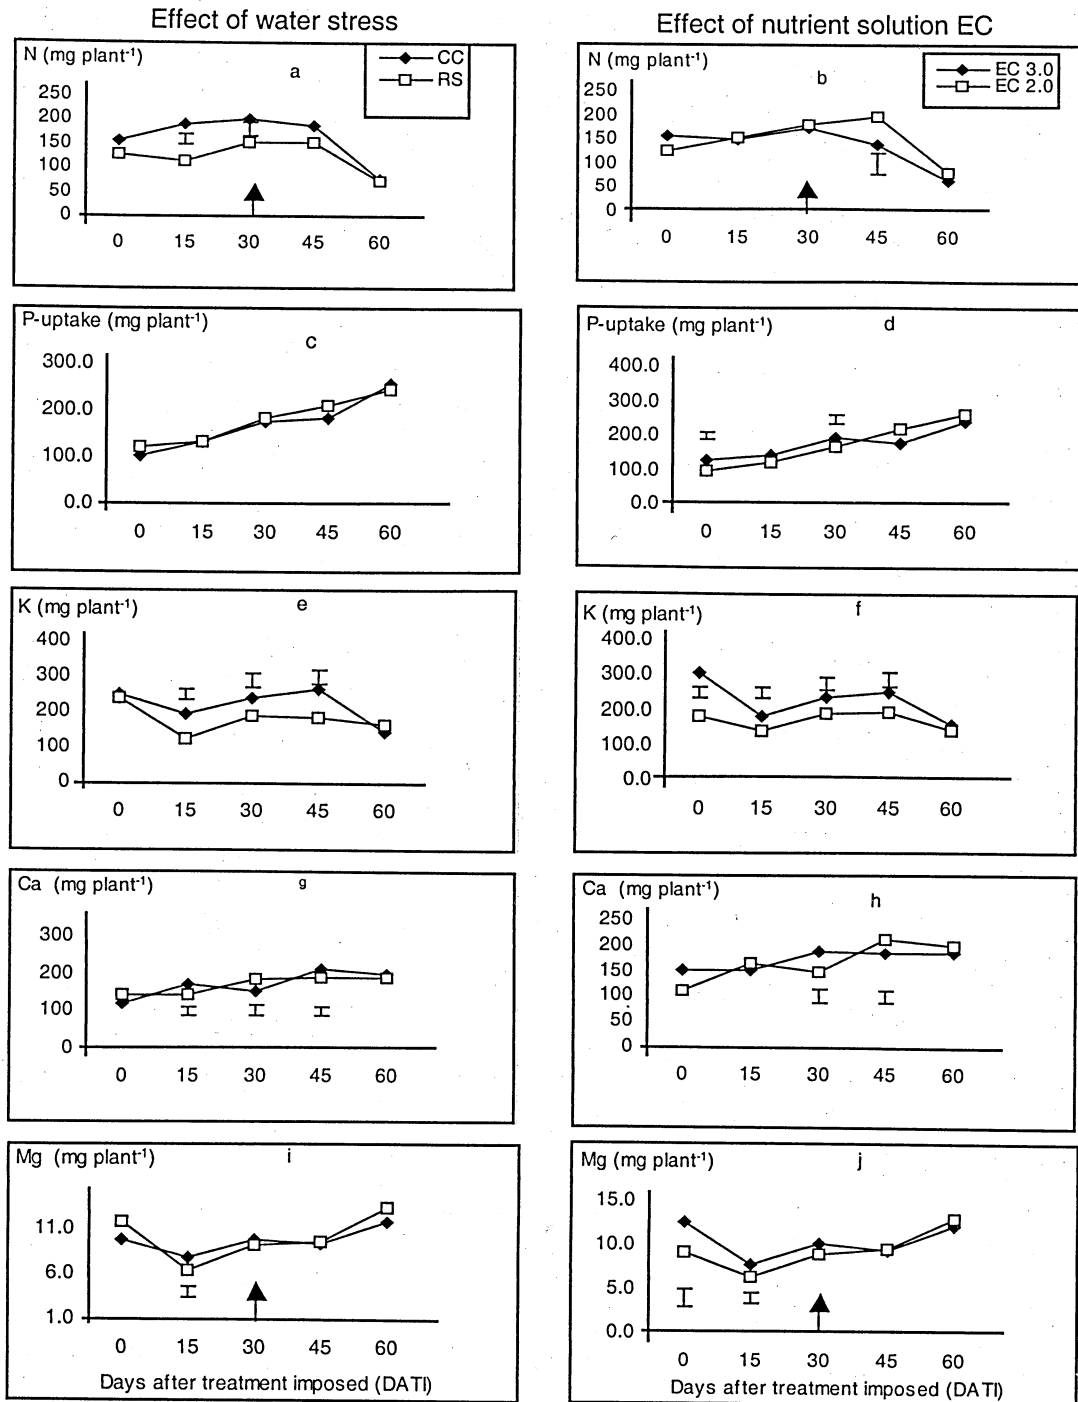 Effect of water stress
Effect of nutrient solution EC
N (mg plant-1)
a
CC
RS
250
200
150
100
50
0
0 15 30 45 60
N (mg plant-1)
b
EC 3.0
EC 2.0
250
200
150
100
50
0
0 15 30 45 60
P-uptake (mg plant-1)
c
300.0
200.0
100.0
0.0
0 15 30 45 60
P-uptake (mg plant-1)
d
400.0
300.0
200.0
100.0
0.0
0 15 30 45 60
K (mg plant-1)
e
400
300
200
100
0
0 15 30 45 60
K (mg plant-1)
f
400.0
300.0
200.0
100.0
0.0
0 15 30 45 60
Ca (mg plant-1)
g
300
200
100
0
0 15 30 45 60
Ca (mg plant-1)
h
250
200
150
100
50
0
0 15 30 45 60
Mg (mg plant-1)
i
11.0
6.0
1.0
0 15 30 45 60
Days after treatment imposed (DATI)
Mg (mg plant-1)
j
15.0
10.0
5.0
0.0
0 15 30 45 60
Days after treatment imposed (DATI)